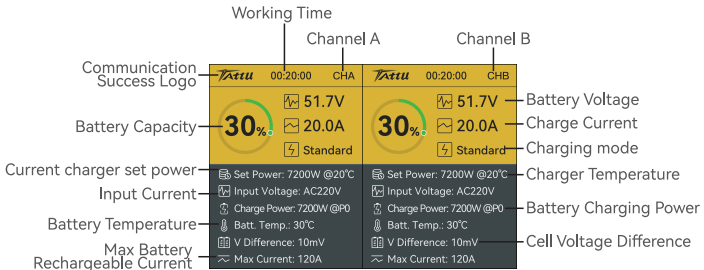 Working Time
Channel A
Channel B
Communication
Success Logo
Battery Capacity
Current charger set power
Input Current
Battery Temperature
Max Battery
Rechargeable Current
TATTU 00:20:00 CHA
51.7V
30%
20.0A
Standard
Set Power: 7200W @20℃
Input Voltage: AC220V
Charge Power: 7200W @P0
Batt. Temp.: 30℃
V Difference: 10mV
Max Current: 120A
TATTU 00:20:00 CHB
51.7V
30%
20.0A
Standard
Set Power: 7200W @20℃
Input Voltage: AC220V
Charge Power: 7200W @P0
Batt. Temp.: 30℃
V Difference: 10mV
Max Current: 120A
Battery Voltage
Charge Current
Charging mode
Charger Temperature
Battery Charging Power
Cell Voltage Difference